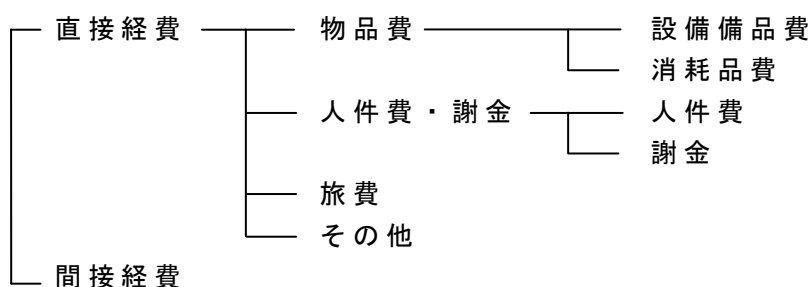 直接経費 物品費 設備備品費
消耗品費
人件費・謝金 人件費
謝金
旅費
その他
間接経費